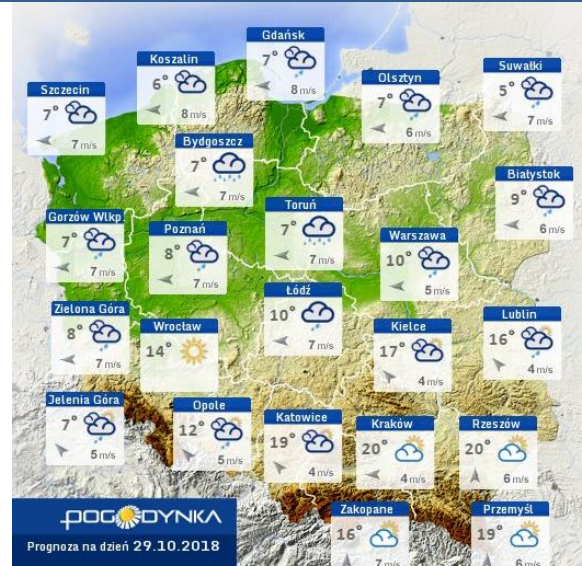 Gdańsk
7°
8 m/s
Koszalin
6°
8 m/s
Suwałki
5°
7 m/s
Olsztyn
7°
6 m/s
Szczecin
7°
7 m/s
Bydgoszcz
7°
7 m/s
Białystok
9°
6 m/s
Toruń
7°
7 m/s
Gorzów Wlkp
7°
7 m/s
Poznań
8°
7 m/s
Warszawa
10°
5 m/s
Łódź
10°
7 m/s
Zielona Góra
8°
7 m/s
Wrocław
14°
Kielce
17°
4 m/s
Lublin
16°
4 m/s
Jelenia Góra
7°
5 m/s
Opole
12°
5 m/s
Katowice
19°
4 m/s
Kraków
20°
4 m/s
Rzeszów
20°
6 m/s
Zakopane
16°
7 m/s
Przemyśl
19°
6 m/s
POGODYNKA
Prognoza na dzień 29.10.2018